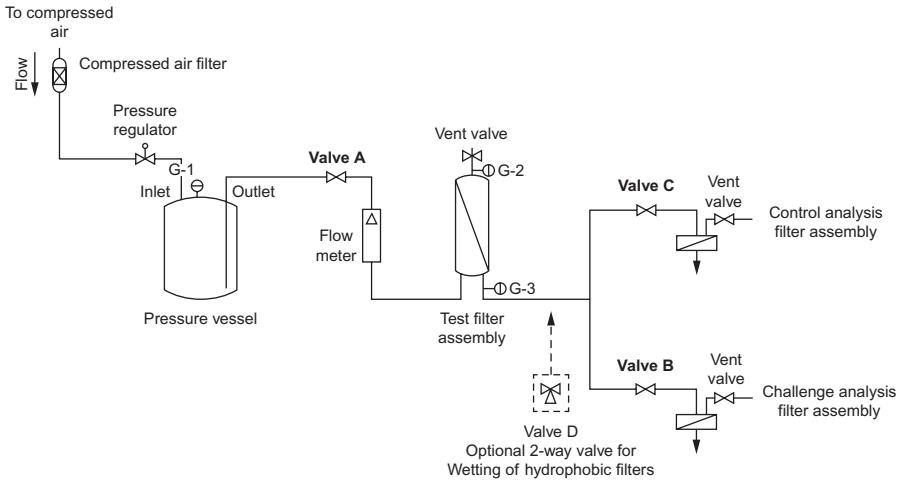 To compressed
air
Flow
Compressed air filter
Pressure
regulator
G-1
Inlet
Outlet
Pressure vessel
Valve A
Flow
meter
Vent valve
G-2
G-3
Test filter
assembly
Valve C
Vent
valve
Control analysis
filter assembly
Valve B
Vent
valve
Challenge analysis
filter assembly
Valve D
Optional 2-way valve for
Wetting of hydrophobic filters